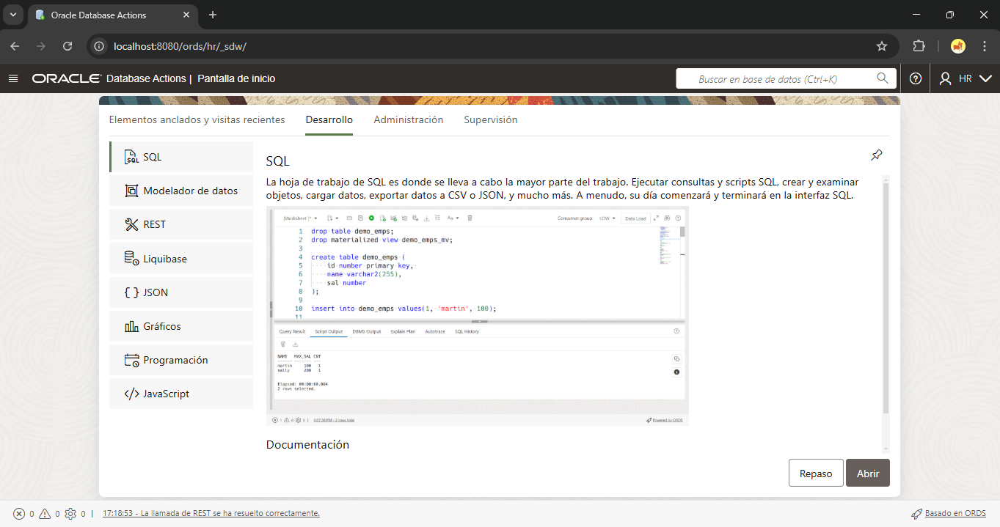 Oracle Database Actions
localhost:8080/ords/hr/_sdw/
ORACLE Database Actions | Pantalla de inicio
Buscar en base de datos (Ctrl+K)
HR
Elementos anclados y visitas recientes
Desarrollo
Administración
Supervisión
SQL
Modelador de datos
REST
Liquibase
JSON
Gráficos
Programación
JavaScript
SQL
La hoja de trabajo de SQL es donde se lleva a cabo la mayor parte del trabajo. Ejecutar consultas y scripts SQL, crear y examinar
objetos, cargar datos, exportar datos a CSV o JSON, y mucho más. A menudo, su día comenzará y terminará en la interfaz SQL.
[Worksheet]*
Aa
Consumer group: LOW
Data Load
1 drop table demo_emps;
2 drop materialized view demo_emps_mv;
3
4 create table demo_emps (
5 ····id number primary key,
6 ····name varchar2(255),
7 ····sal number
8 );
9
10 insert into demo_emps values(1, 'martin', 100);
11
Query Result
Script Output
DBMS Output
Explain Plan
Autotrace
SQL History
NAME MAX_SAL CNT
------ ------- ---
martin 100 1
sally 200 1
Elapsed: 00:00:00.004
2 rows selected.
1 0 0 | 6:07:38 PM - 2 rows total
Powered by ORDS
Documentación
Repaso
Abrir
0 0 0 | 17:18:53 - La llamada de REST se ha resuelto correctamente.
Basado en ORDS